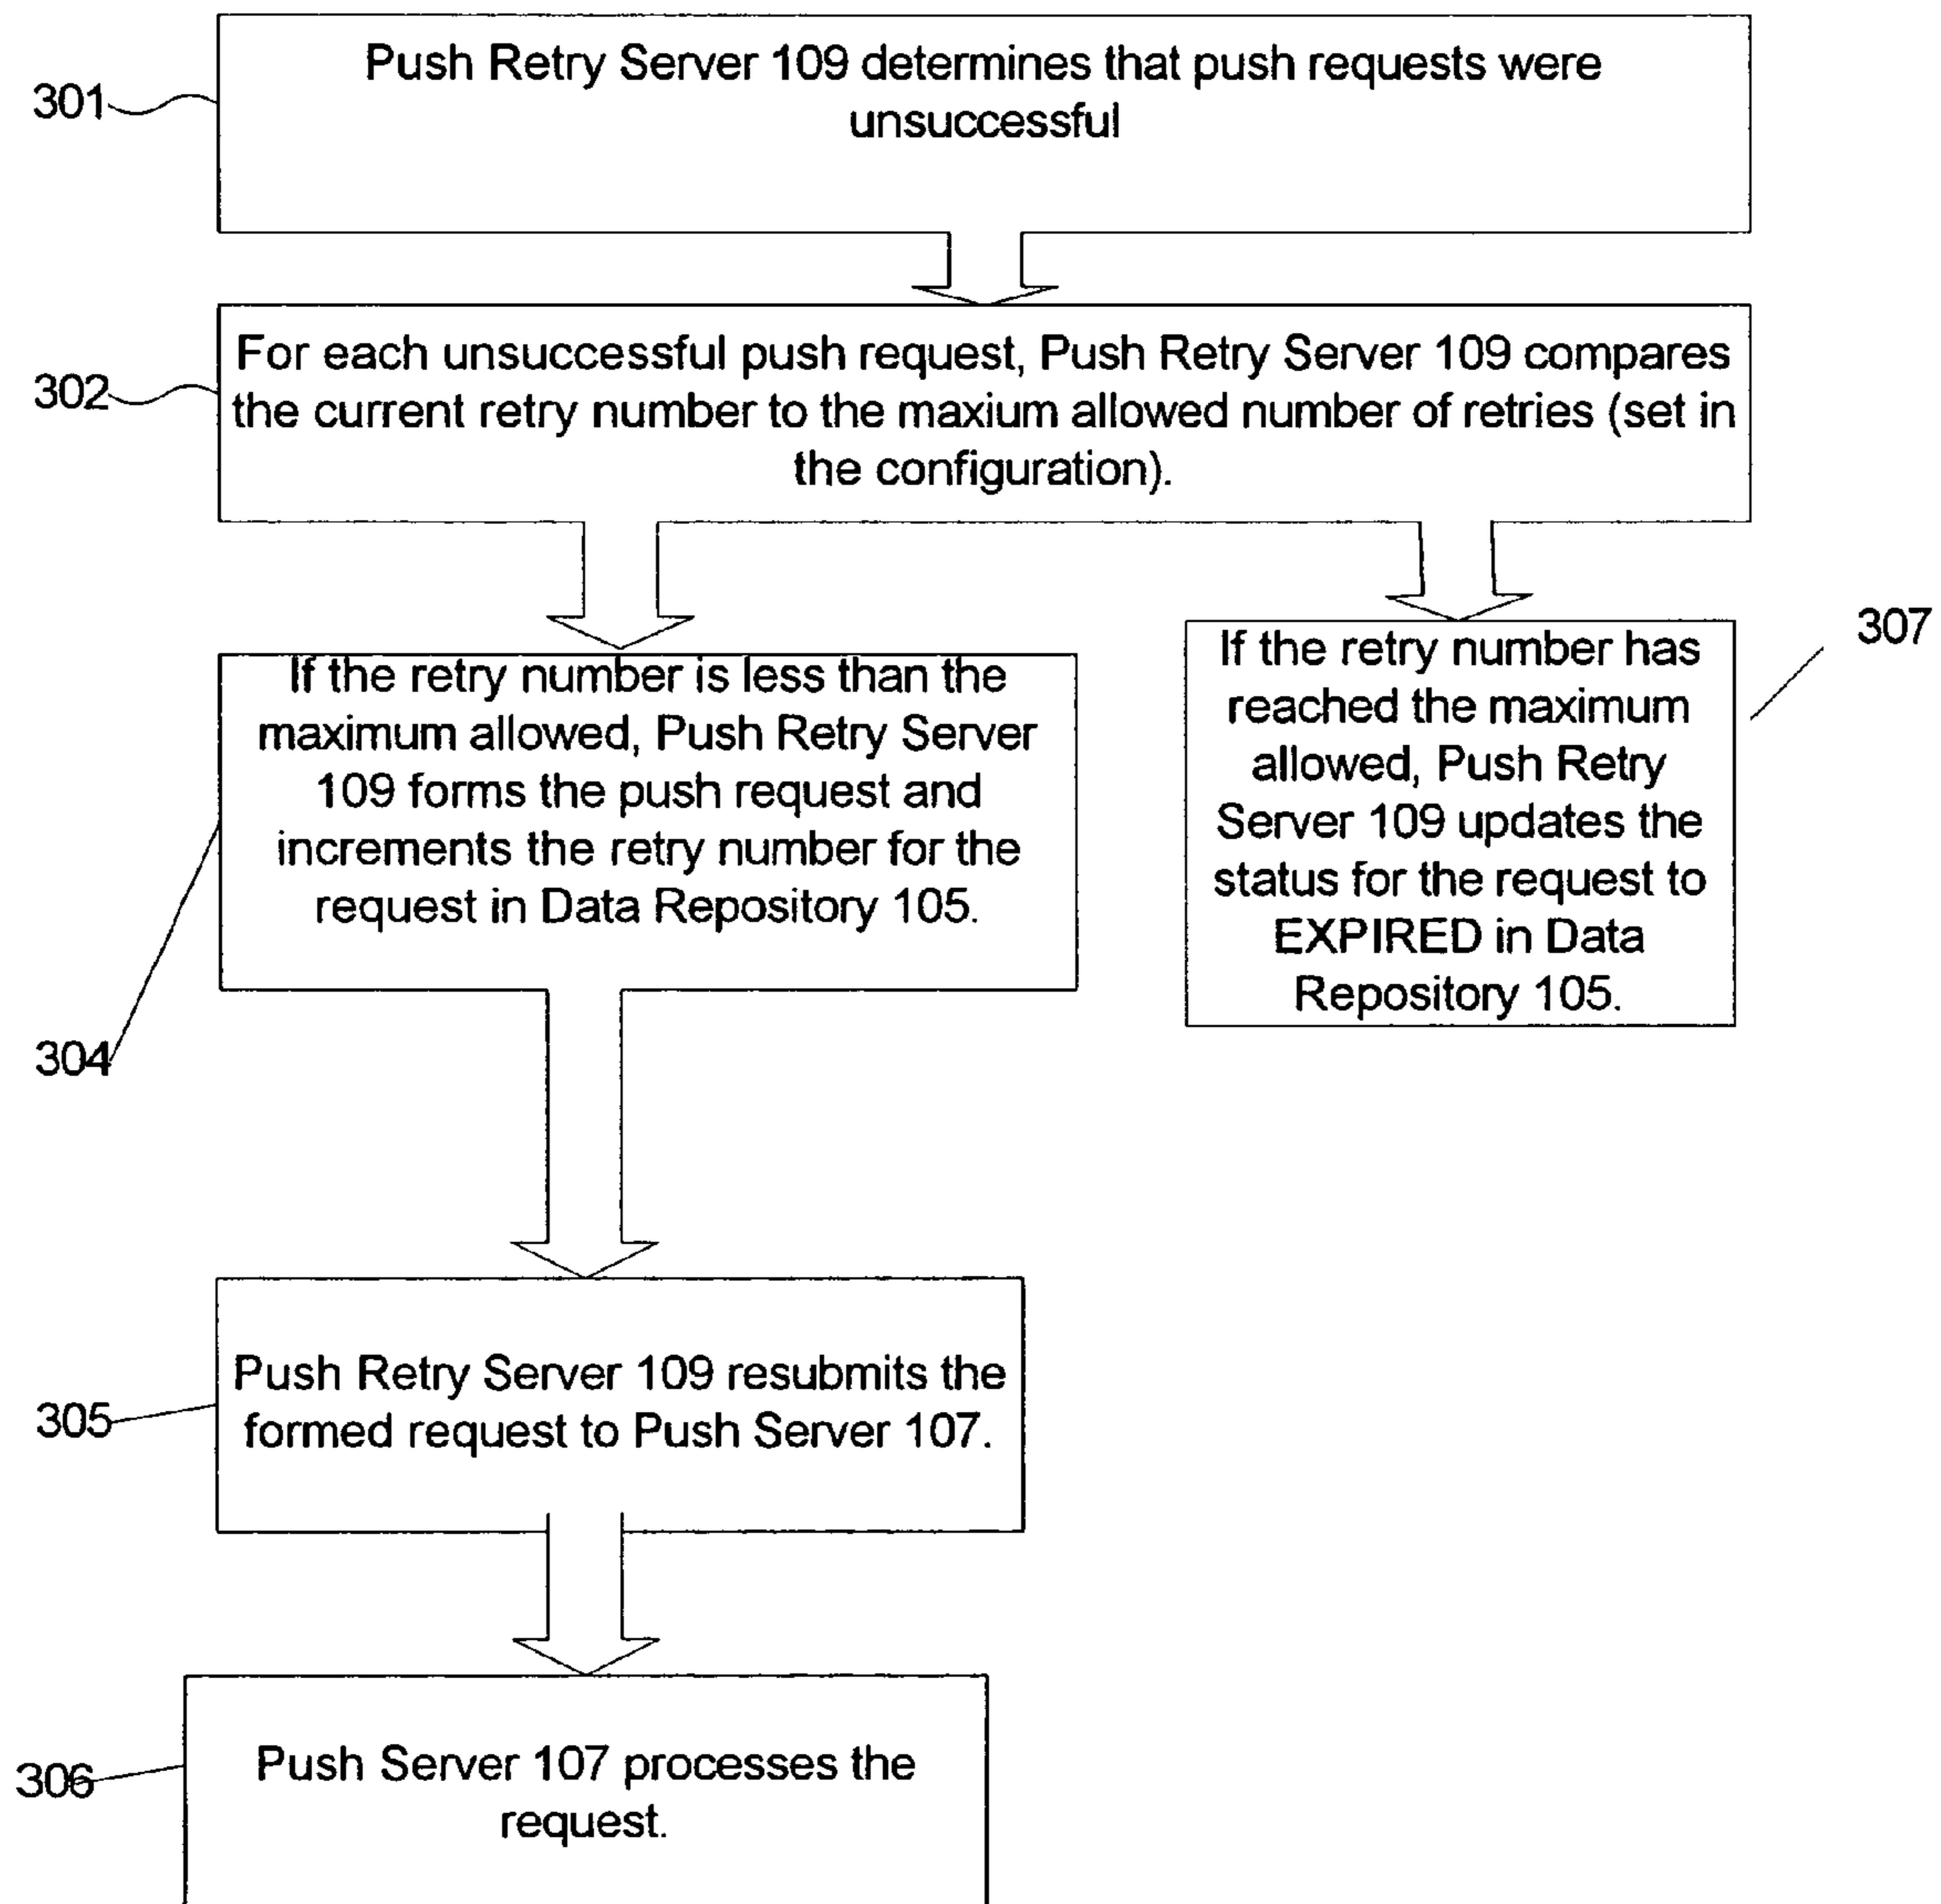 301
Push Retry Server 109 determines that push requests were
unsuccessful
302
For each unsuccessful push request, Push Retry Server 109 compares
the current retry number to the maxium allowed number of retries (set in
the configuration).
304
If the retry number is less than the
maximum allowed, Push Retry Server
109 forms the push request and
increments the retry number for the
request in Data Repository 105.
307
If the retry number has
reached the maximum
allowed, Push Retry
Server 109 updates the
status for the request to
EXPIRED in Data
Repository 105.
305
Push Retry Server 109 resubmits the
formed request to Push Server 107.
306
Push Server 107 processes the
request.